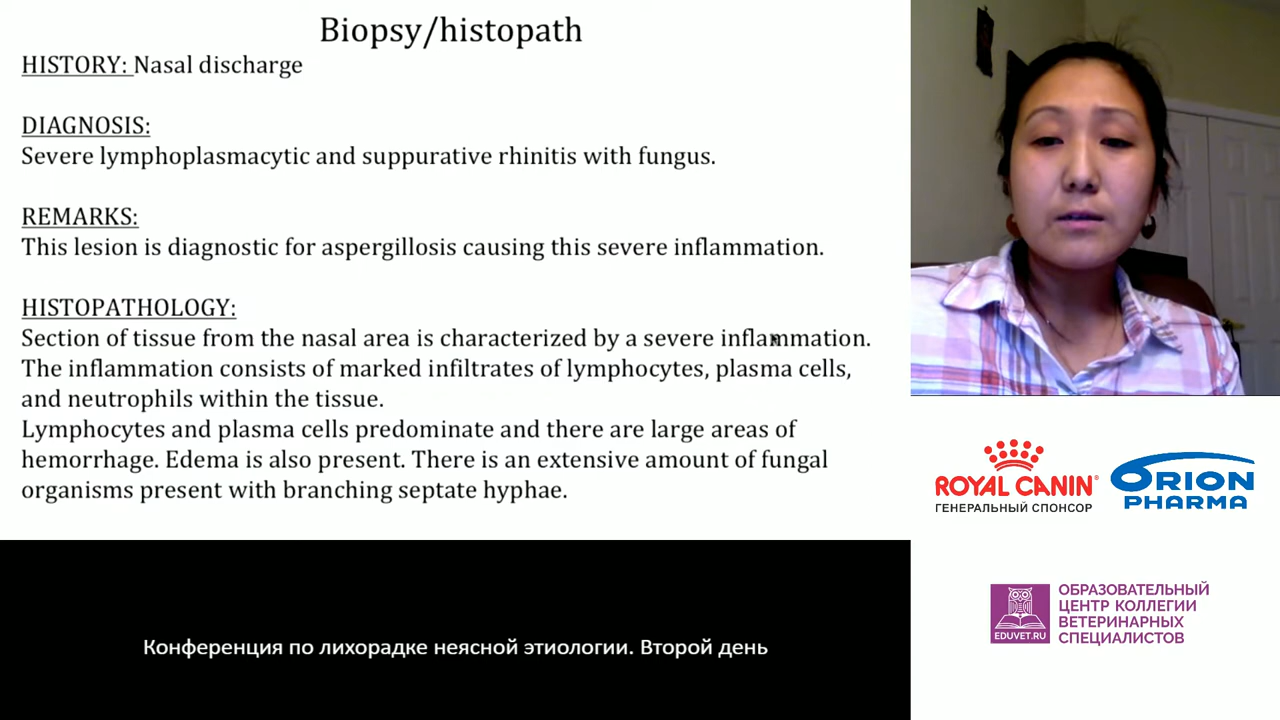 Biopsy/histopath
HISTORY: Nasal discharge
DIAGNOSIS:
Severe lymphoplasmacytic and suppurative rhinitis with fungus.
REMARKS:
This lesion is diagnostic for aspergillosis causing this severe inflammation.
HISTOPATHOLOGY:
Section of tissue from the nasal area is characterized by a severe inflammation.
The inflammation consists of marked infiltrates of lymphocytes, plasma cells,
and neutrophils within the tissue.
Lymphocytes and plasma cells predominate and there are large areas of
hemorrhage. Edema is also present. There is an extensive amount of fungal
organisms present with branching septate hyphae.
ROYAL CANIN®
ГЕНЕРАЛЬНЫЙ СПОНСОР
ORION
PHARMA
EDUVET.RU
ОБРАЗОВАТЕЛЬНЫЙ
ЦЕНТР КОЛЛЕГИИ
ВЕТЕРИНАРНЫХ
СПЕЦИАЛИСТОВ
Конференция по лихорадке неясной этиологии. Второй день